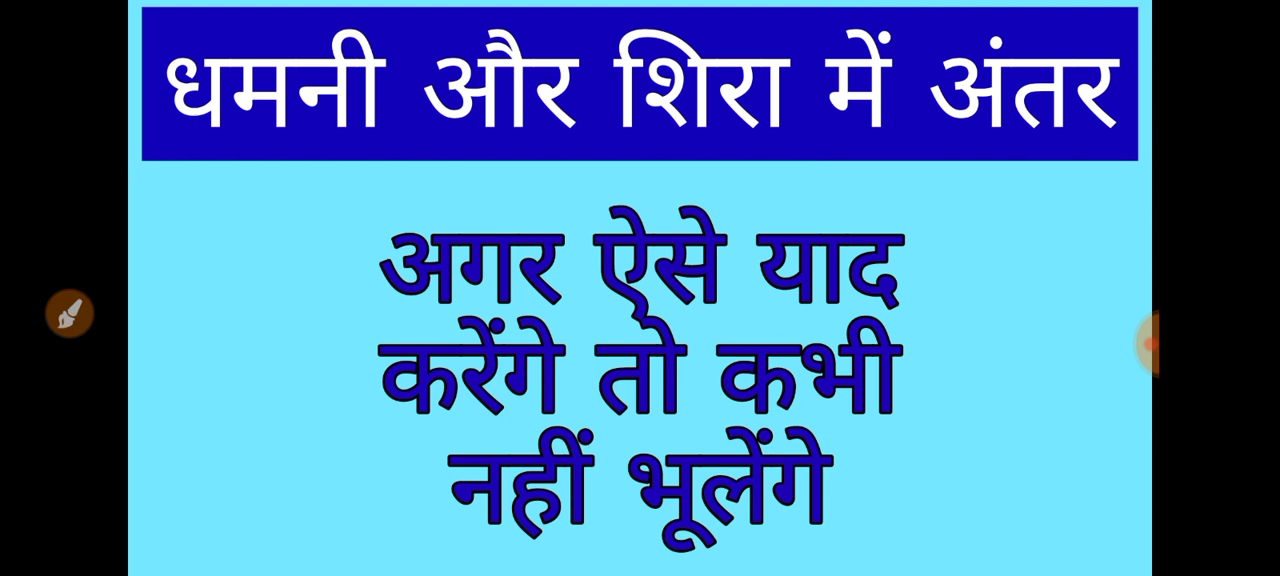 धमनी और शिरा में अंतर
अगर ऐसे याद
करेंगे तो कभी
नहीं भूलेंगे